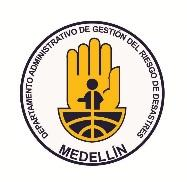 DEPARTAMENTO ADMINISTRATIVO DE GESTIÓN DEL RIESGO DE DESASTRES
MEDELLÍN